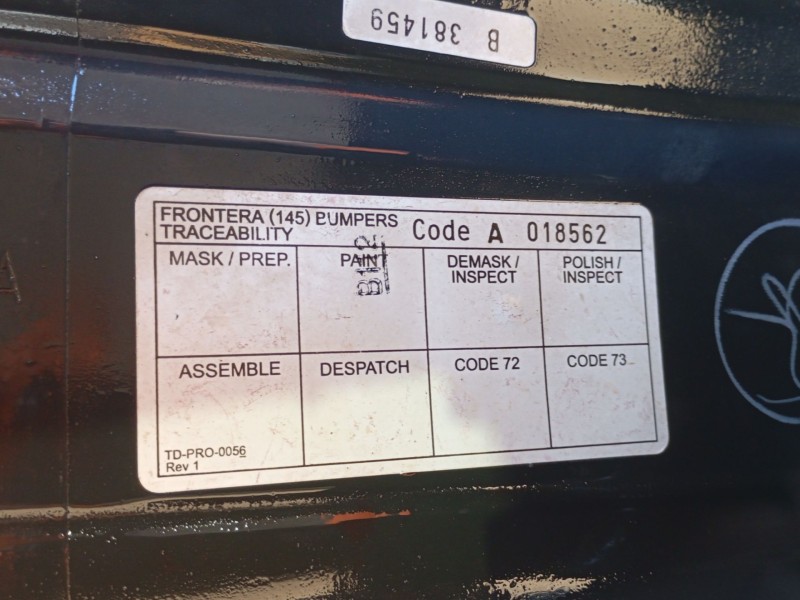 B 381459
FRONTERA (145) BUMPERS
TRACEABILITY
Code A 018562
MASK / PREP.
PAINT
DEMASK /
INSPECT
POLISH /
INSPECT
B12
ASSEMBLE
DESPATCH
CODE 72
CODE 73
TD-PRO-0056
Rev 1
A